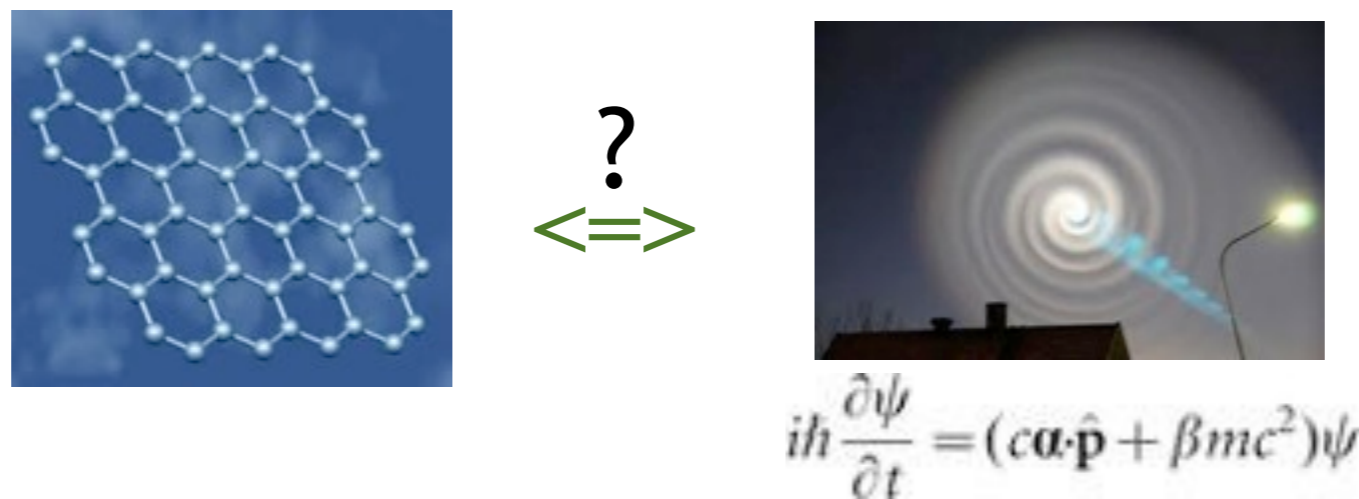 ?
<=>
iℏ ∂ψ/∂t = (cα·p̂ + βmc²)ψ